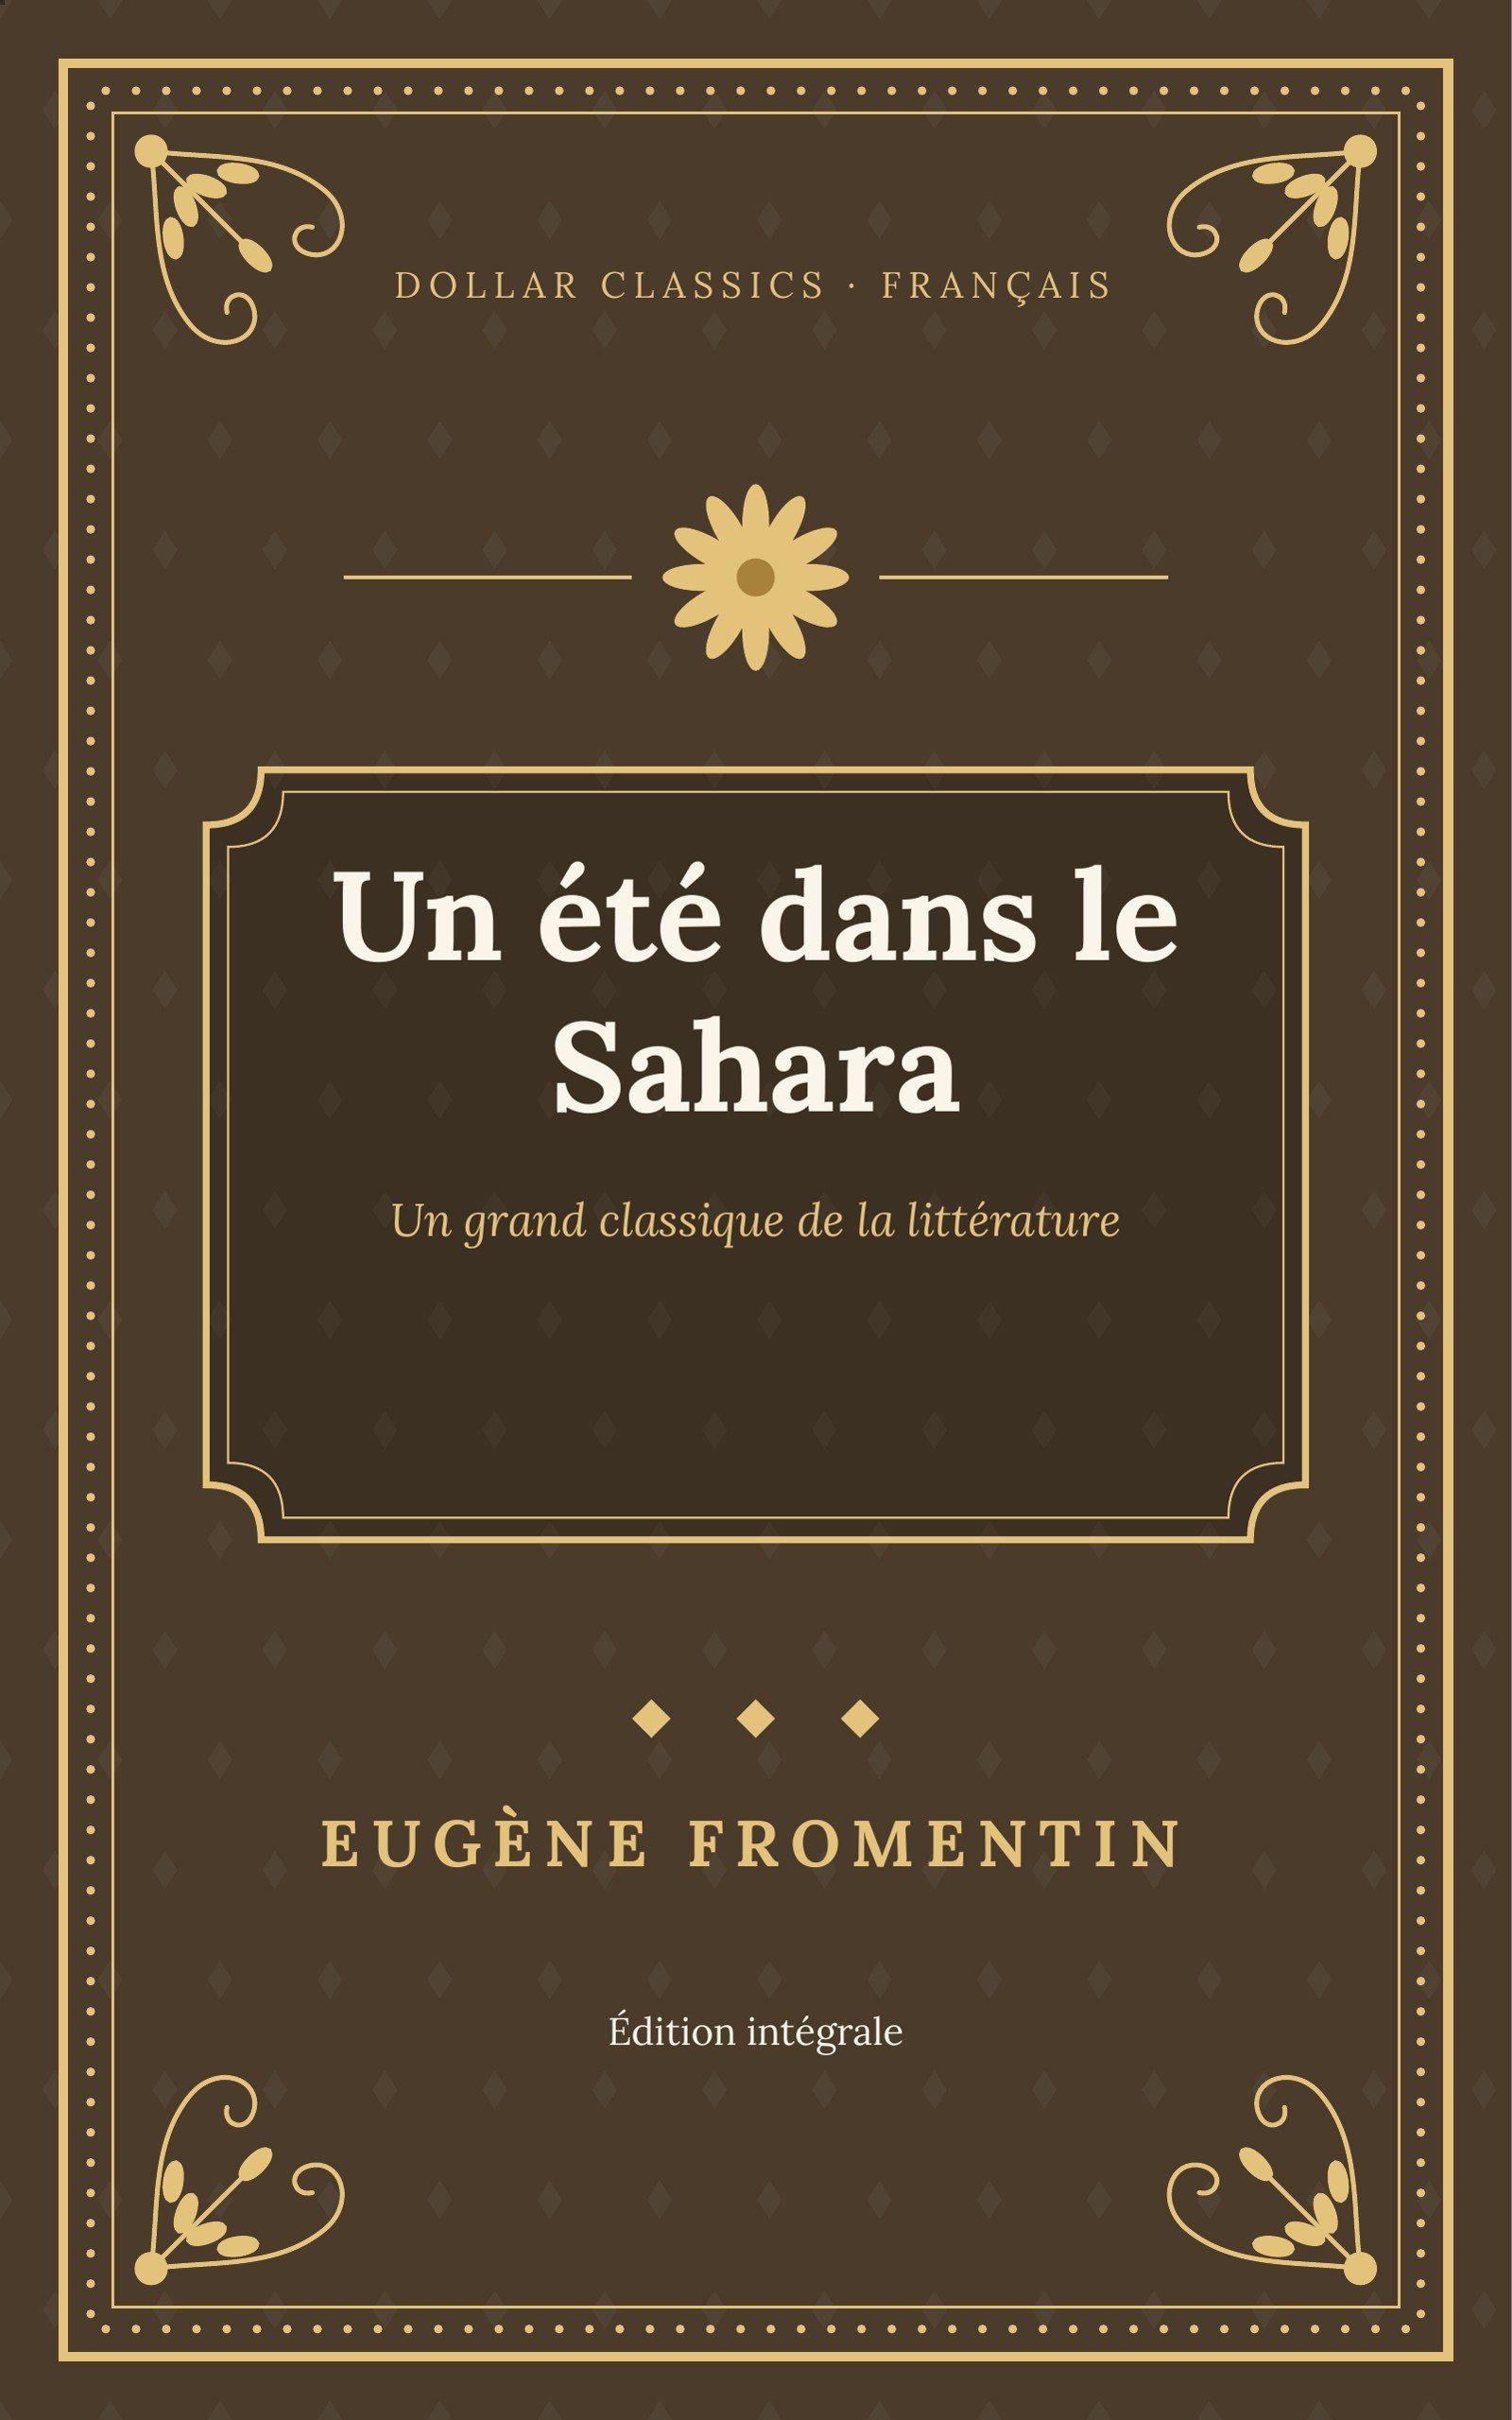 DOLLAR CLASSICS · FRANÇAIS
Un été dans le
Sahara
Un grand classique de la littérature
EUGÈNE FROMENTIN
Édition intégrale